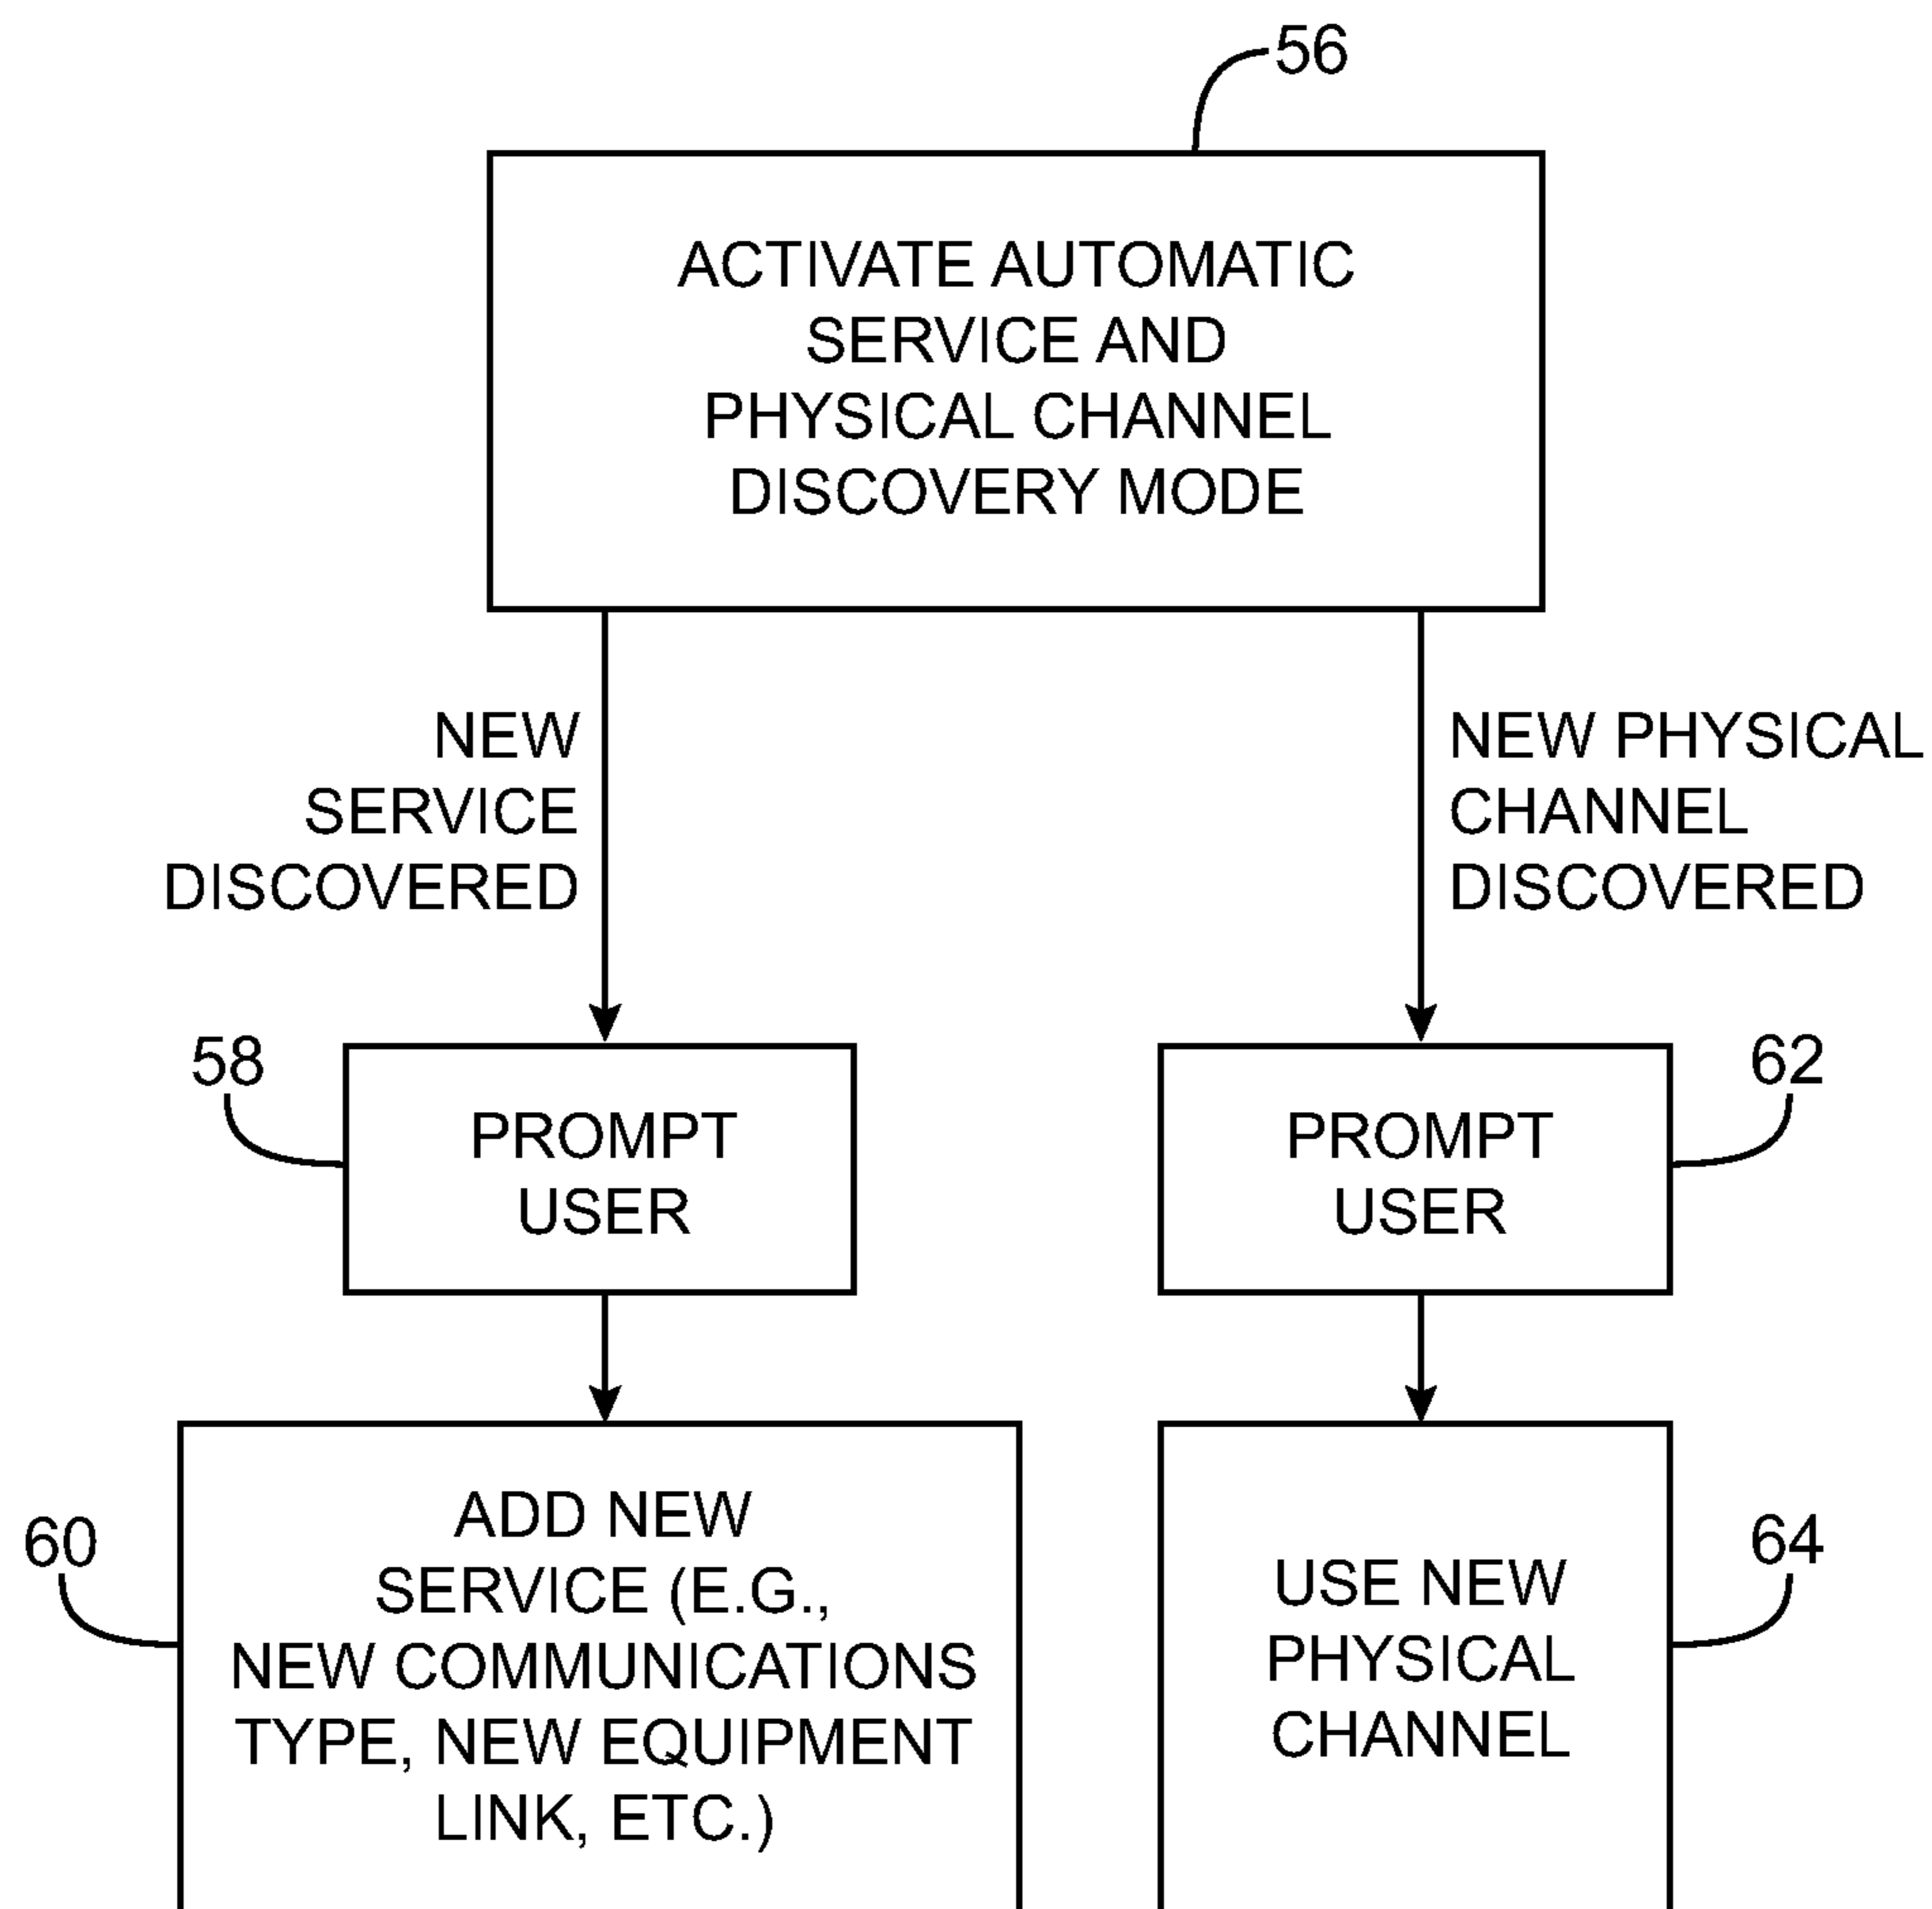 56
ACTIVATE AUTOMATIC
SERVICE AND
PHYSICAL CHANNEL
DISCOVERY MODE
NEW
SERVICE
DISCOVERED
NEW PHYSICAL
CHANNEL
DISCOVERED
58
PROMPT
USER
62
PROMPT
USER
60
ADD NEW
SERVICE (E.G.,
NEW COMMUNICATIONS
TYPE, NEW EQUIPMENT
LINK, ETC.)
64
USE NEW
PHYSICAL
CHANNEL